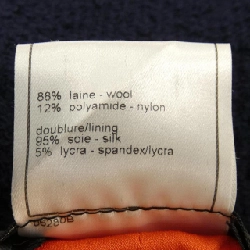 88% laine - wool
12% polyamide - nylon
doublure/lining
95% soie - silk
5% lycra - spandex/lycra